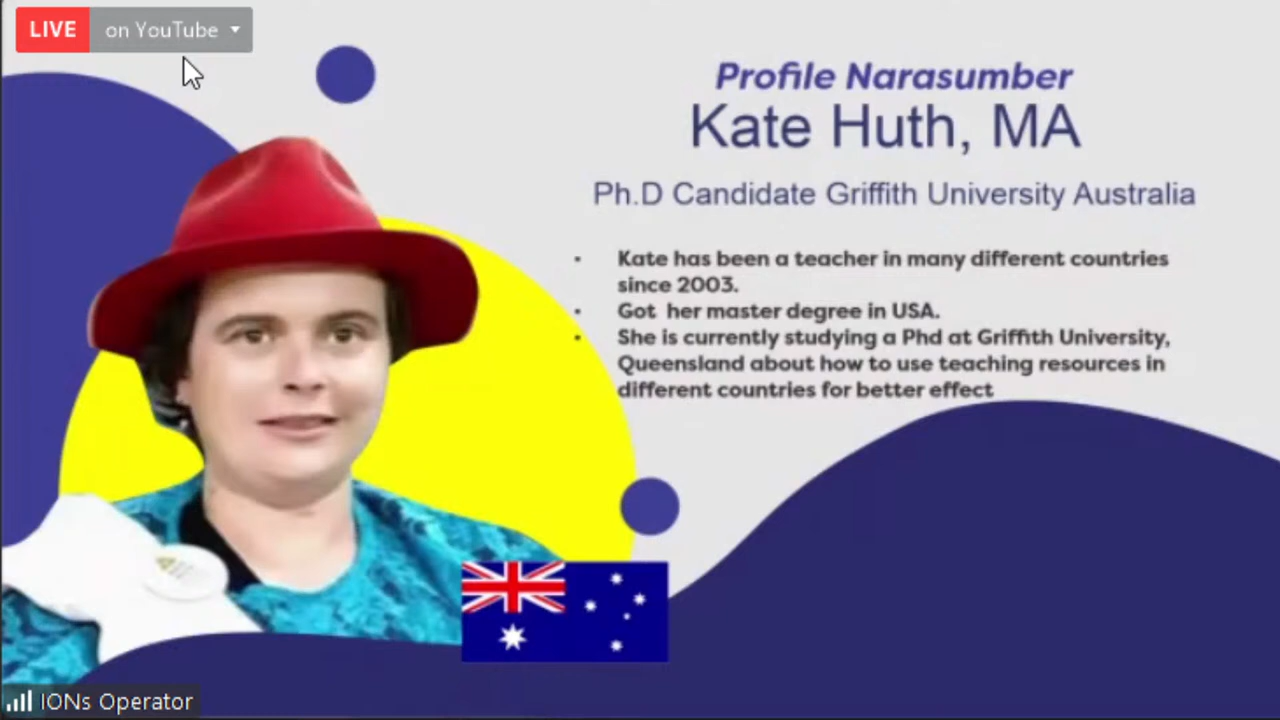 LIVE on YouTube
Profile Narasumber
Kate Huth, MA
Ph.D Candidate Griffith University Australia
· Kate has been a teacher in many different countries
since 2003.
· Got her master degree in USA.
· She is currently studying a Phd at Griffith University,
Queensland about how to use teaching resources in
different countries for better effect
IONs Operator